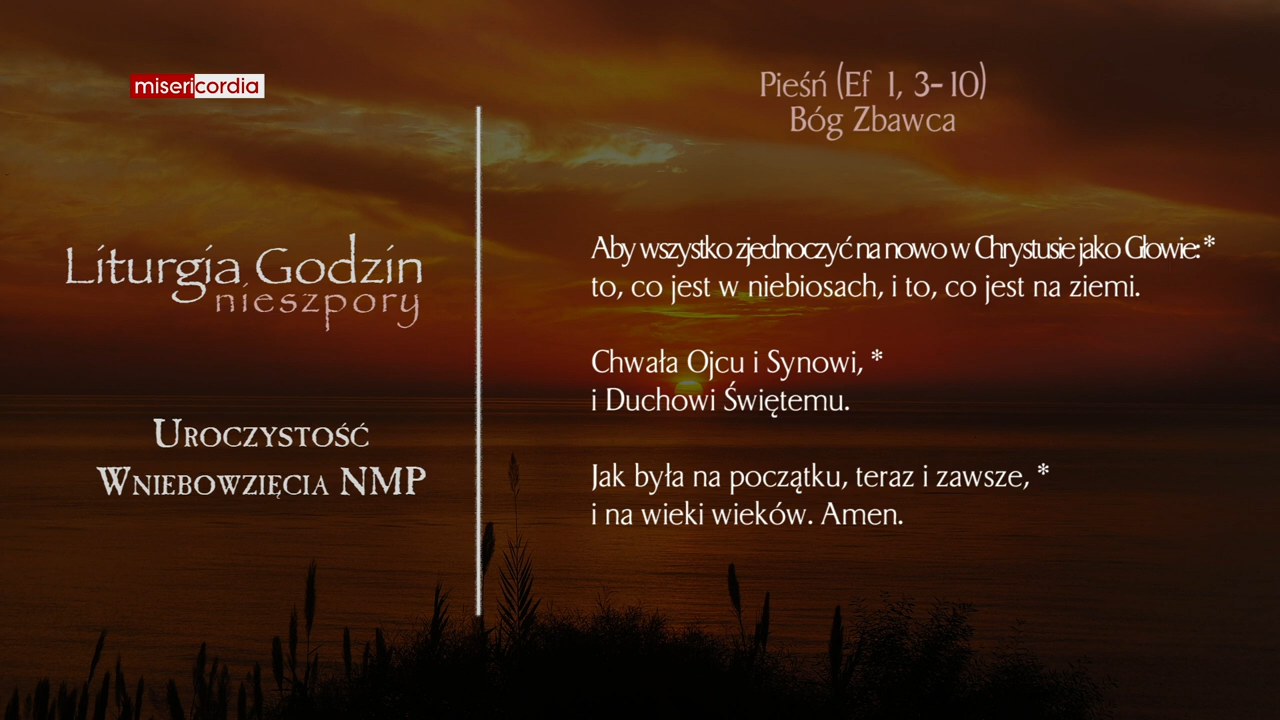 misericordia
Liturgia Godzin
nieszpory
Uroczystość
Wniebowzięcia NMP
Pieśń (Ef 1, 3-10)
Bóg Zbawca
Aby wszystko zjednoczyć na nowo w Chrystusie jako Głowie: *
to, co jest w niebiosach, i to, co jest na ziemi.
Chwała Ojcu i Synowi, *
i Duchowi Świętemu.
Jak była na początku, teraz i zawsze, *
i na wieki wieków. Amen.